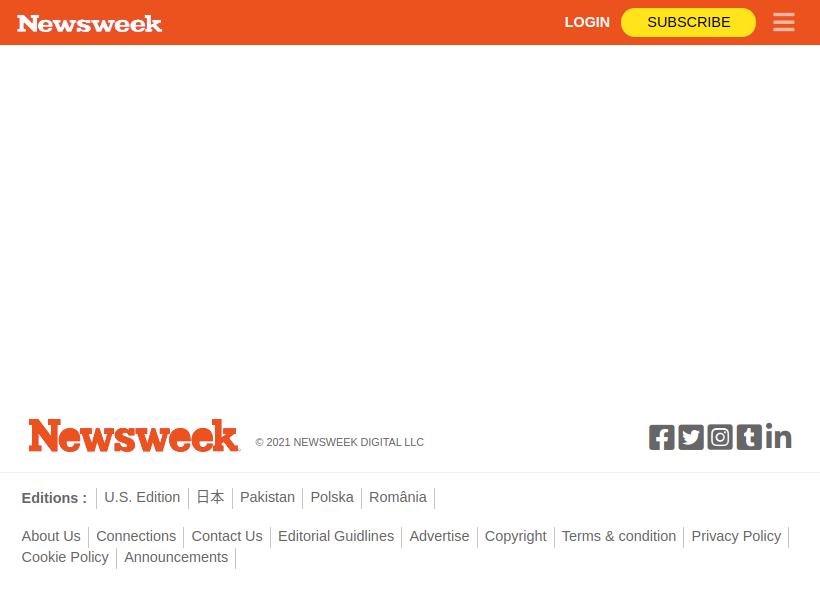 Newsweek LOGIN SUBSCRIBE
Newsweek © 2021 NEWSWEEK DIGITAL LLC
Editions : U.S. Edition 日本 Pakistan Polska România
About Us Connections Contact Us Editorial Guidlines Advertise Copyright Terms & condition Privacy Policy
Cookie Policy Announcements